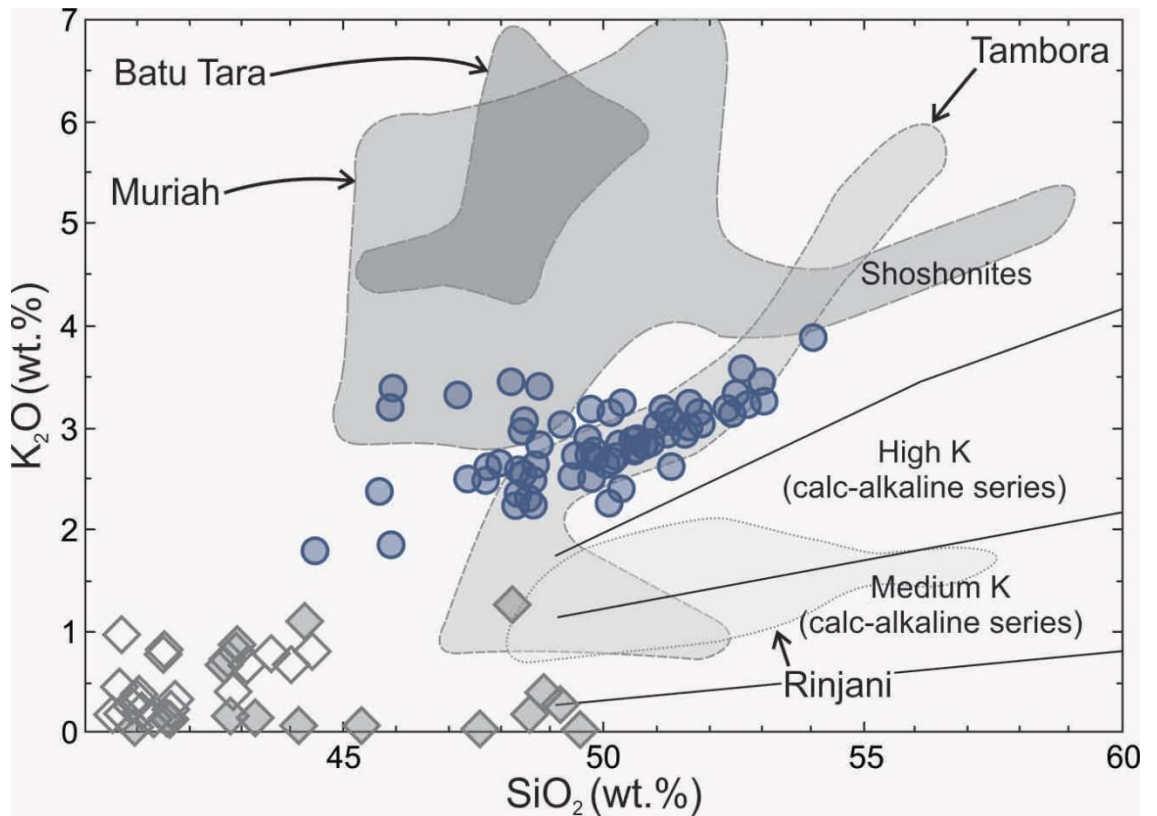 7
6
5
4
3
2
1
0
K₂O (wt.%)
Batu Tara
Muriah
Tambora
Shoshonites
High K
(calc-alkaline series)
Medium K
(calc-alkaline series)
Rinjani
45
50
55
60
SiO₂ (wt.%)